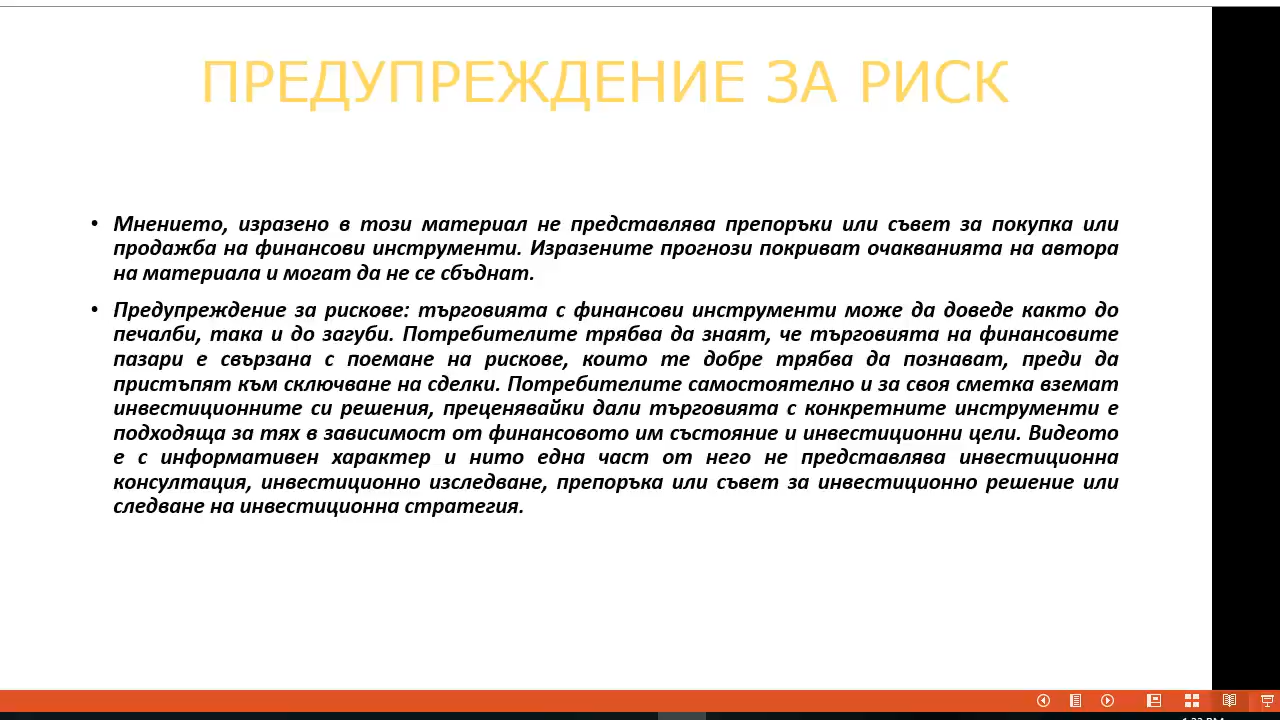 ПРЕДУПРЕЖДЕНИЕ ЗА РИСК
• Мнението, изразено в този материал не представлява препоръки или съвет за покупка или
продажба на финансови инструменти. Изразените прогнози покриват очакванията на автора
на материала и могат да не се сбъднат.
• Предупреждение за рискове: търговията с финансови инструменти може да доведе както до
печалби, така и до загуби. Потребителите трябва да знаят, че търговията на финансовите
пазари е свързана с поемане на рискове, които те добре трябва да познават, преди да
пристъпят към сключване на сделки. Потребителите самостоятелно и за своя сметка вземат
инвестиционните си решения, преценявайки дали търговията с конкретните инструменти е
подходяща за тях в зависимост от финансовото им състояние и инвестиционни цели. Видеото
е с информативен характер и нито една част от него не представлява инвестиционна
консултация, инвестиционно изследване, препоръка или съвет за инвестиционно решение или
следване на инвестиционна стратегия.